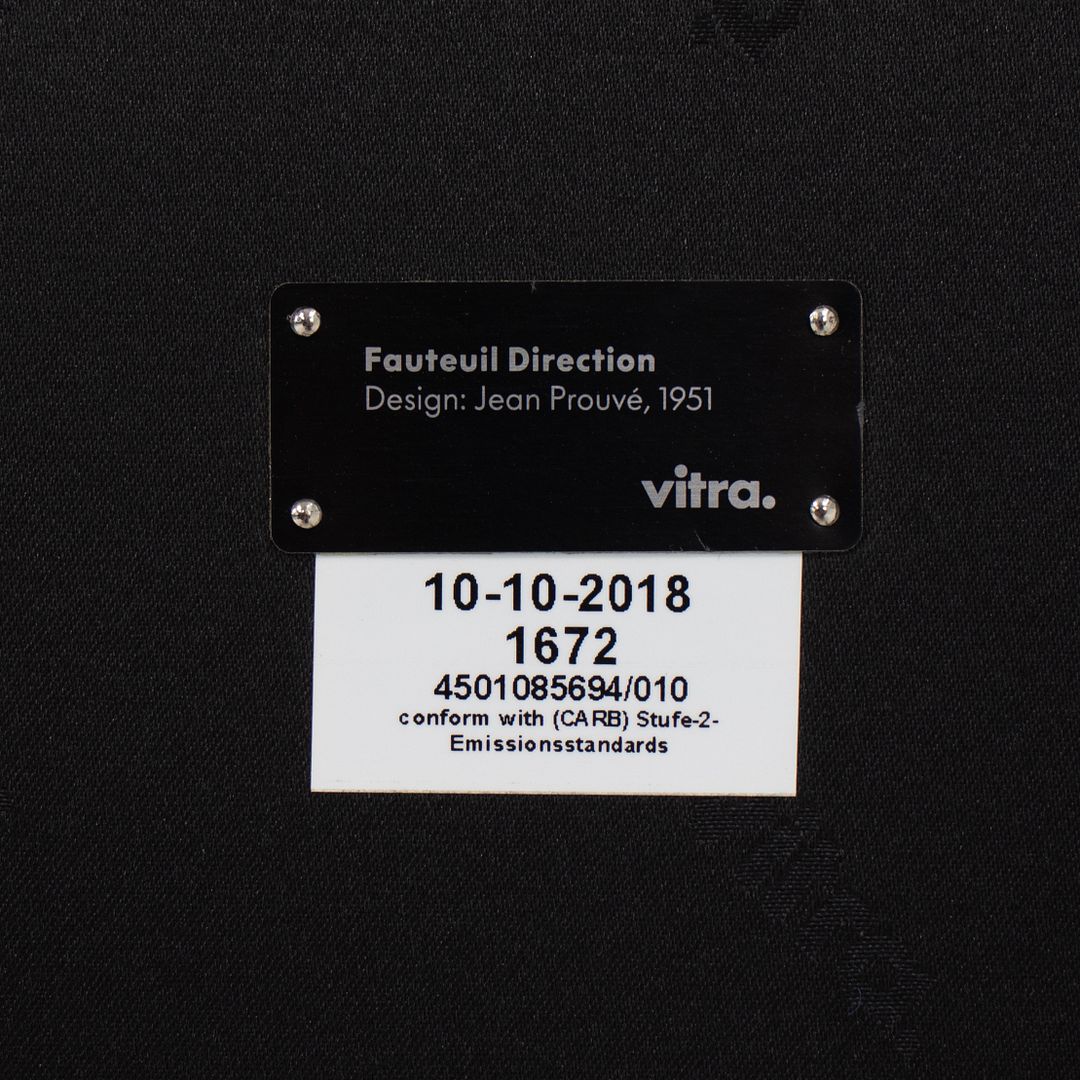 Fauteuil Direction
Design: Jean Prouvé, 1951
vitra.
10-10-2018
1672
4501085694/010
conform with (CARB) Stufe-2-
Emissionsstandards